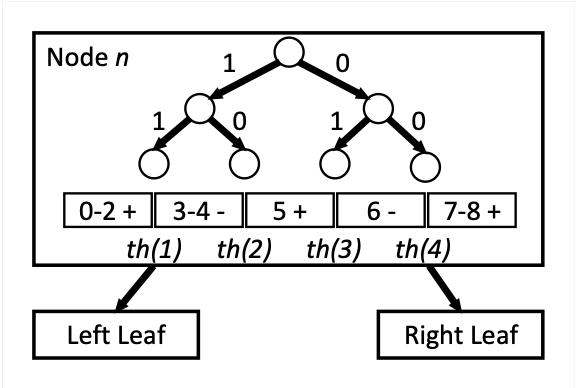 Node n
1 0
1 0 1 0
0-2 + 3-4 - 5 + 6 - 7-8 +
th(1) th(2) th(3) th(4)
Left Leaf Right Leaf